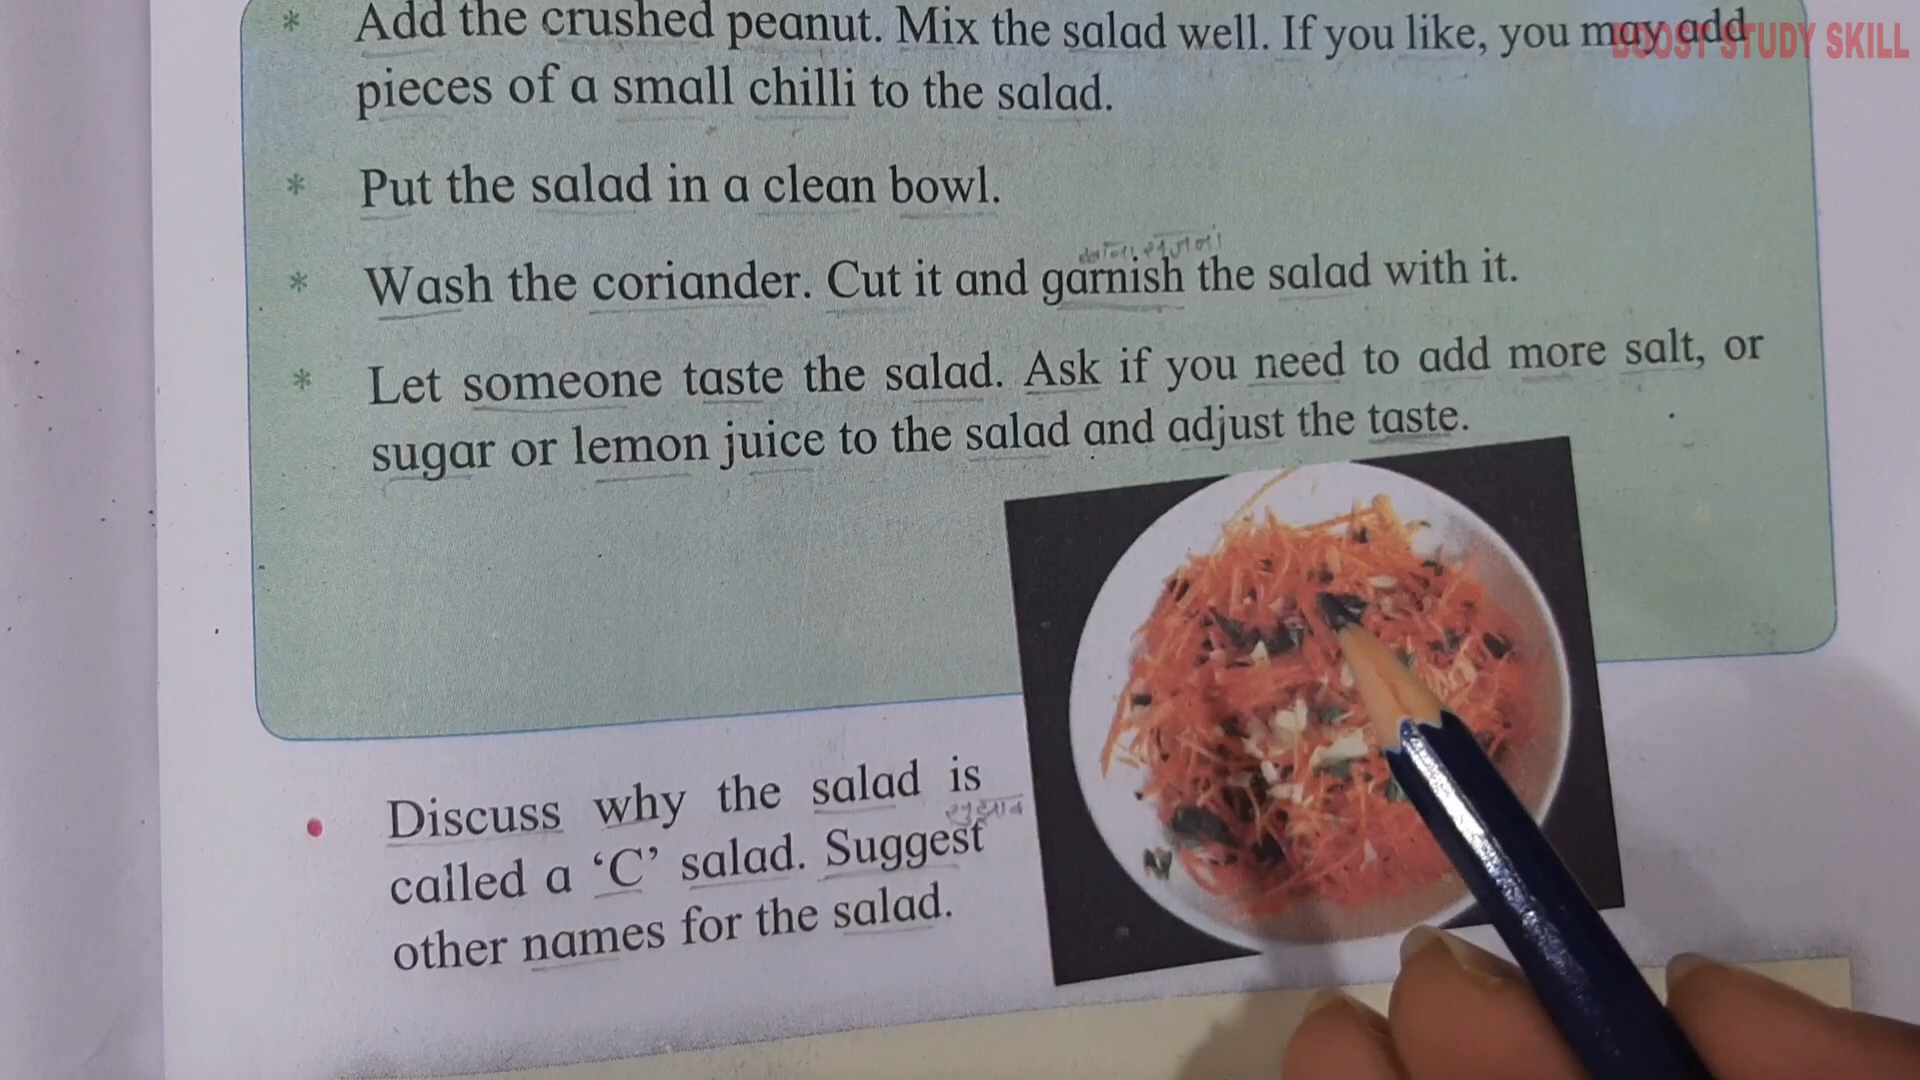 * Add the crushed peanut. Mix the salad well. If you like, you may add
BOOST STUDY SKILL
pieces of a small chilli to the salad.
* Put the salad in a clean bowl.
* Wash the coriander. Cut it and garnish the salad with it.
* Let someone taste the salad. Ask if you need to add more salt, or
sugar or lemon juice to the salad and adjust the taste.
• Discuss why the salad is
called a ‘C’ salad. Suggest
other names for the salad.